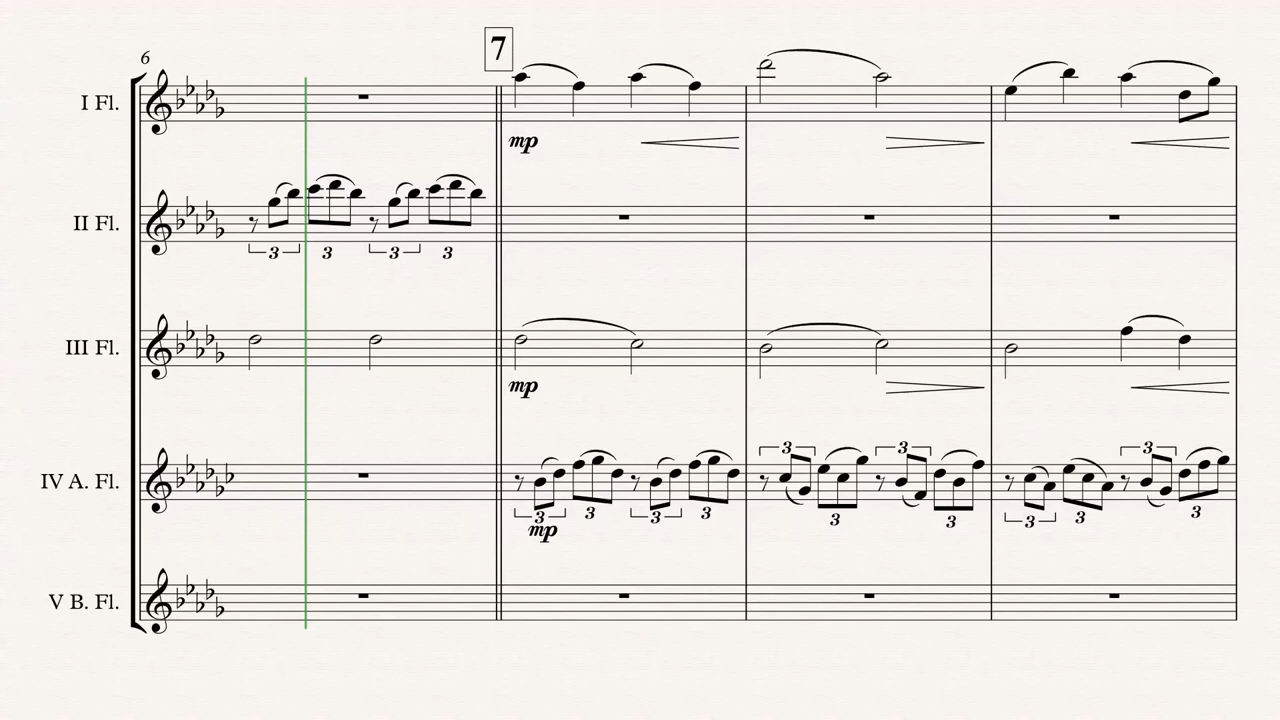 6
7
I Fl.
mp
II Fl.
3 3 3 3
III Fl.
mp
3 3 3
IV A. Fl.
3 3 3 3 3 3 3 3 3
mp
V B. Fl.